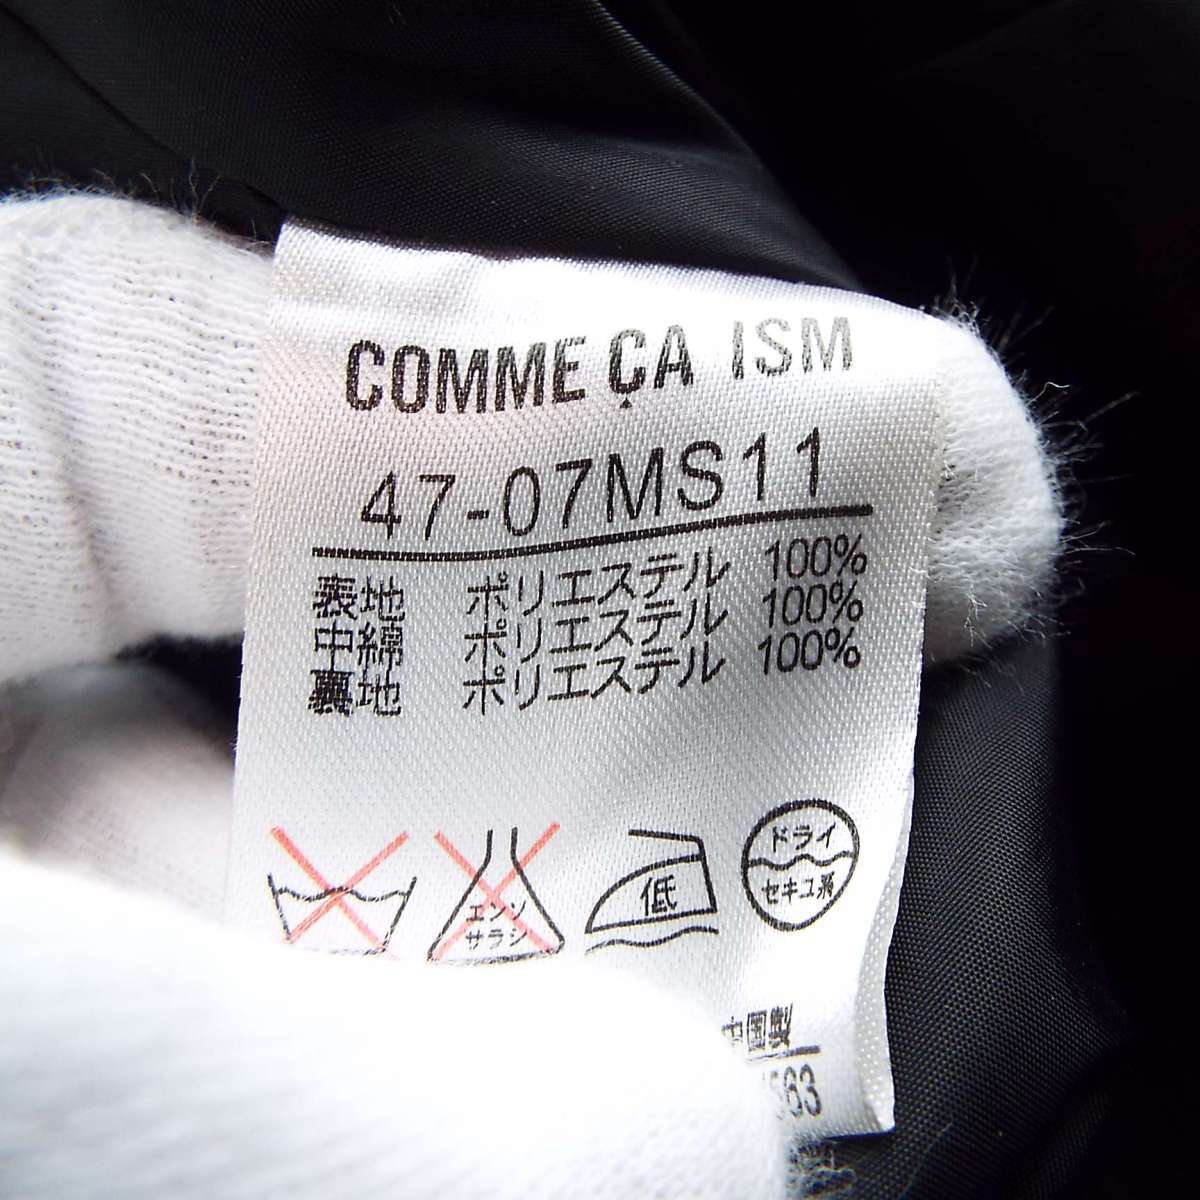 COMME ÇA ISM
47-07MS11
表地 ポリエステル 100%
中綿 ポリエステル 100%
裏地 ポリエステル 100%
エンソ
サラシ
低
ドライ
セキユ系
中国製
563